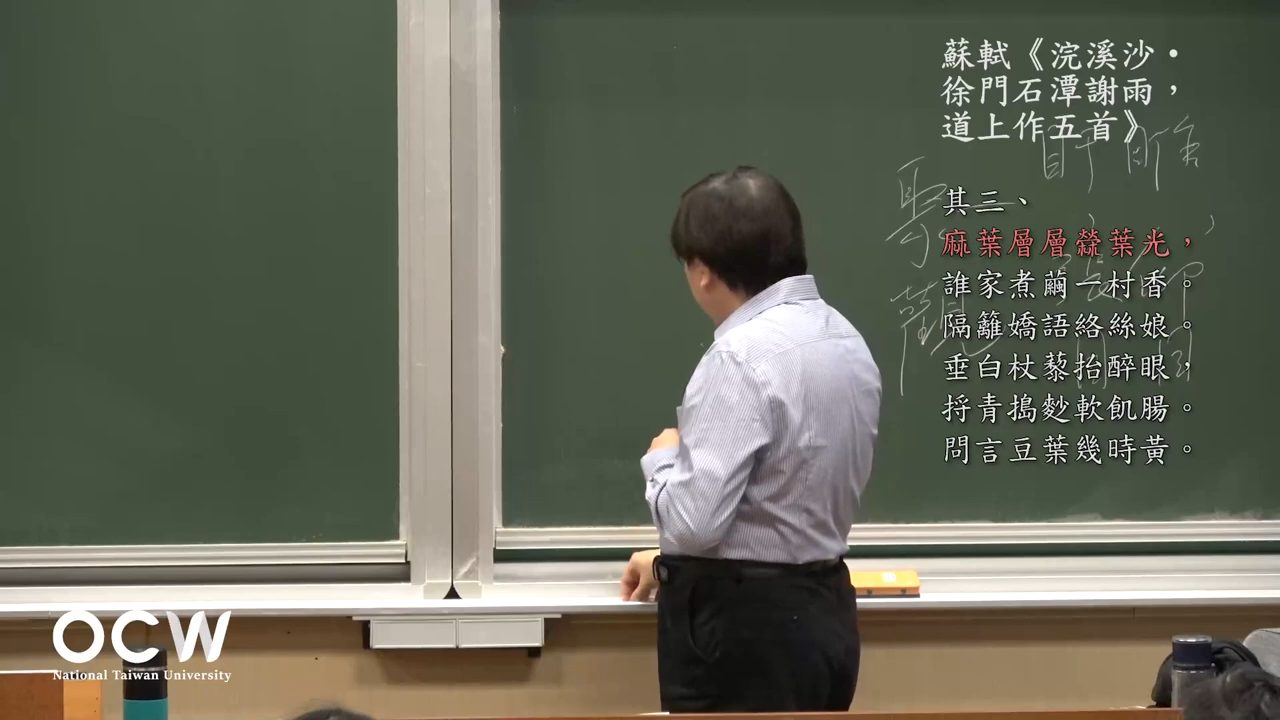 蘇軾《浣溪沙‧
徐門石潭謝雨，
道上作五首》
其三、
麻葉層層檾葉光，
誰家煮繭一村香。
隔籬嬌語絡絲娘。
垂白杖藜抬醉眼，
捋青擣䴬軟飢腸。
問言豆葉幾時黃。
OCW
National Taiwan University